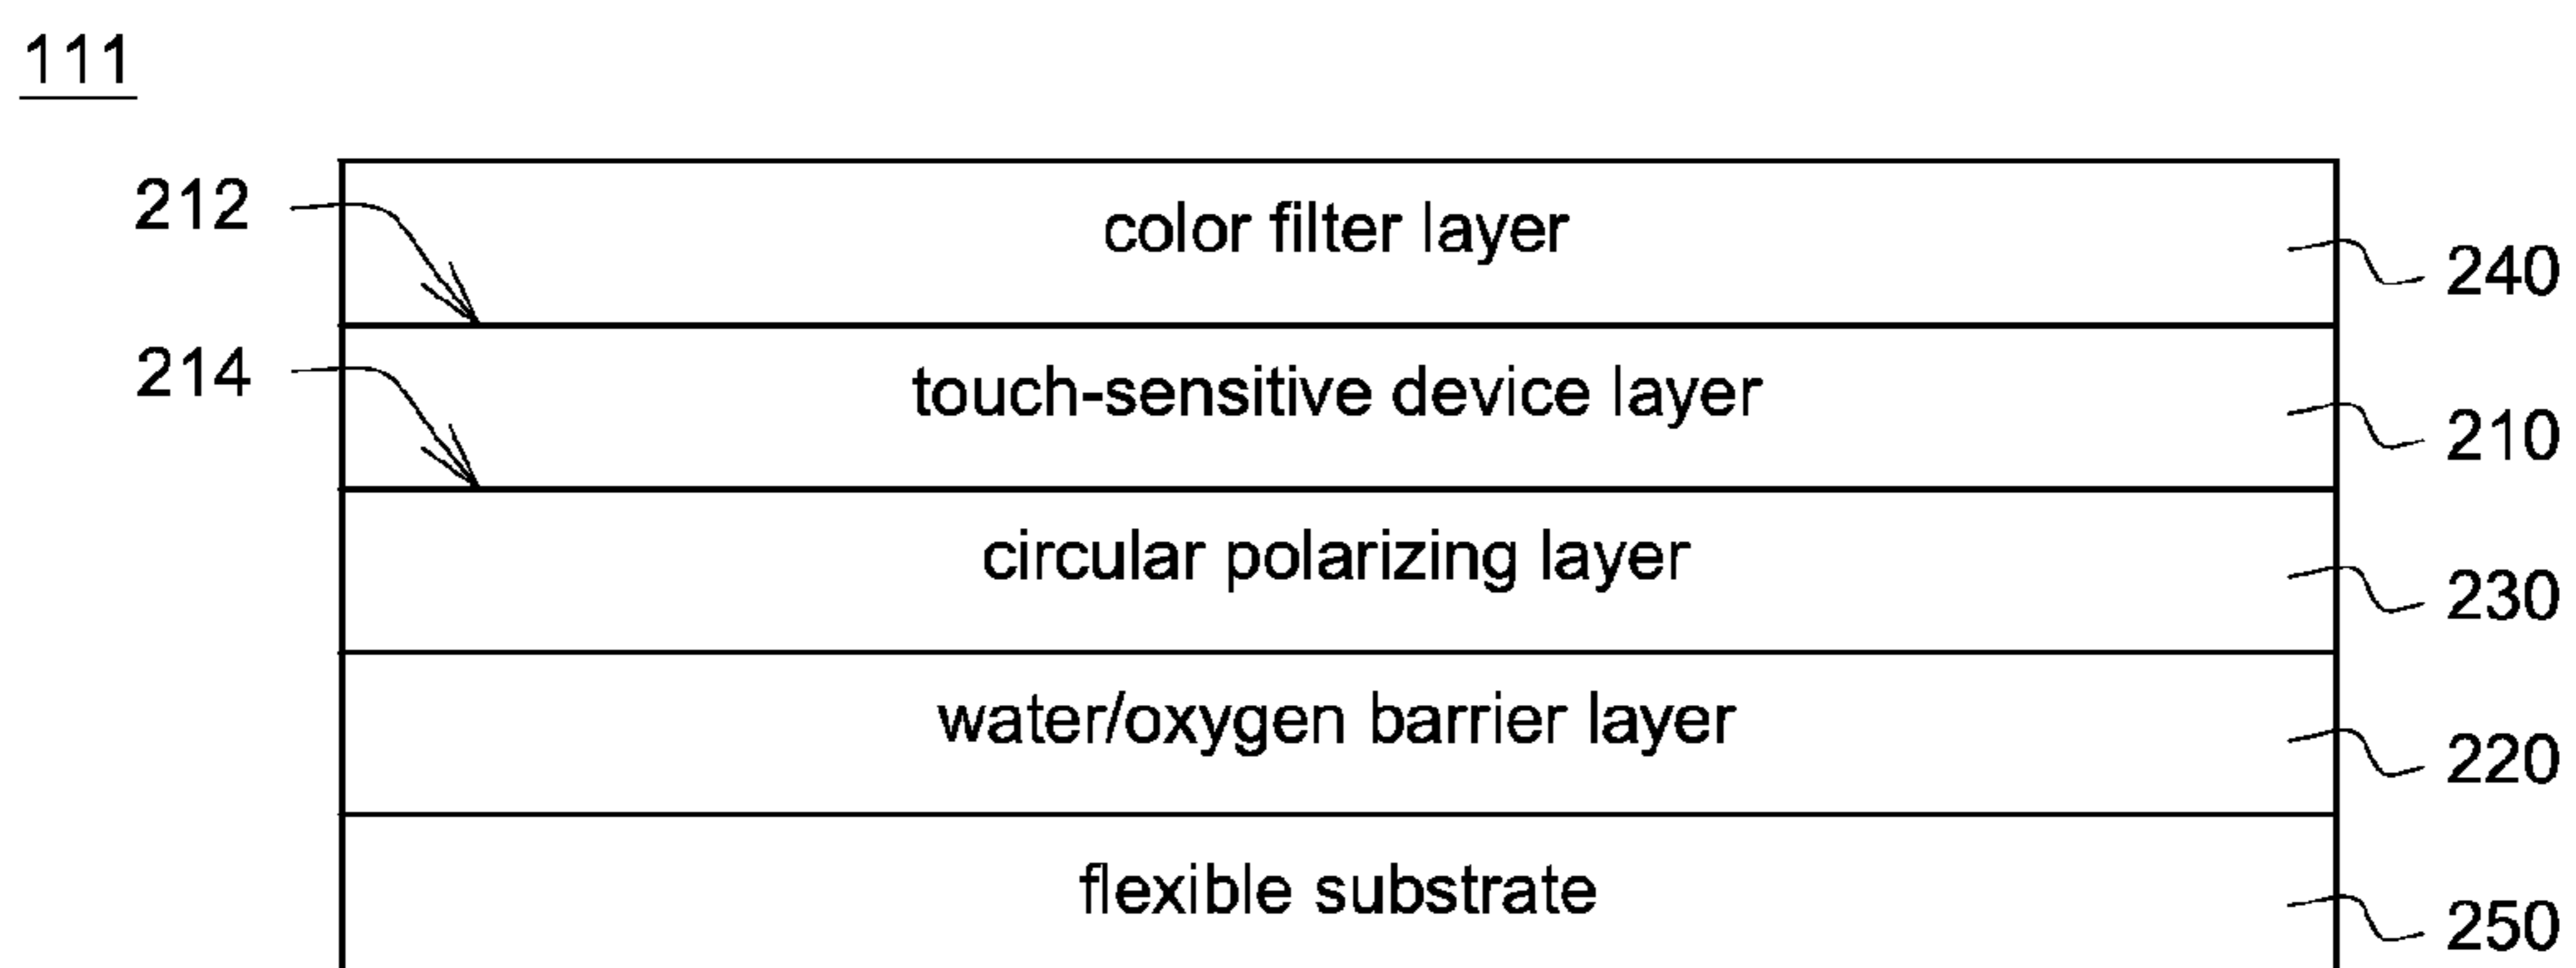 111
212
color filter layer
240
214
touch-sensitive device layer
210
circular polarizing layer
230
water/oxygen barrier layer
220
flexible substrate
250